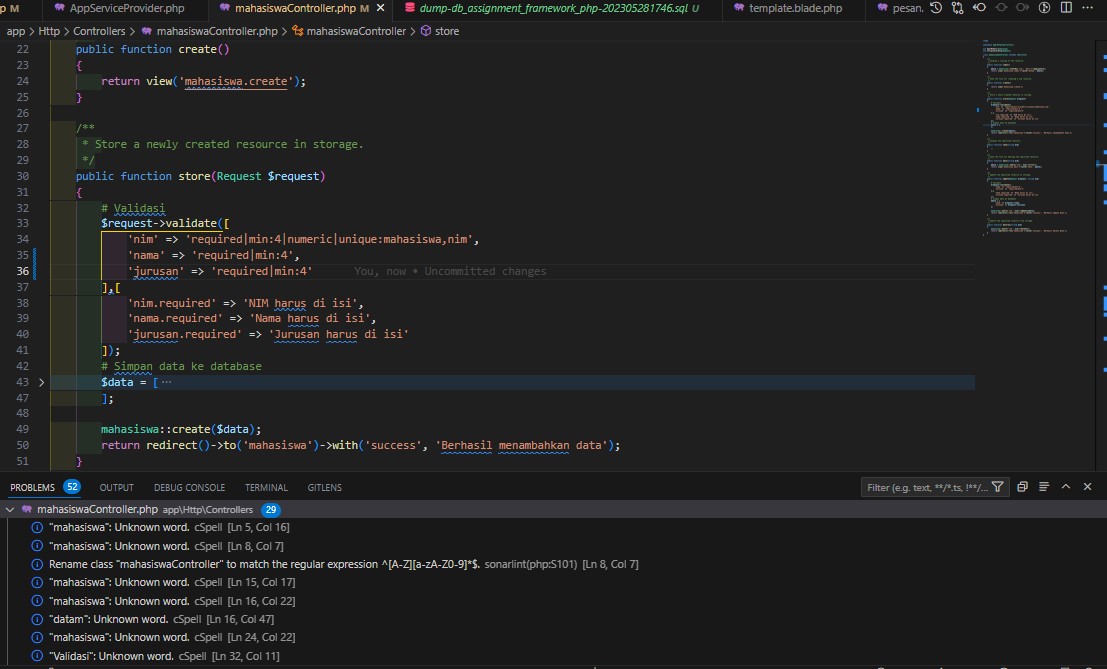 M AppServiceProvider.php mahasiswaController.php M dump-db_assignment_framework_php-202305281746.sql U template.blade.php pesan.
app > Http > Controllers > mahasiswaController.php > mahasiswaController > store
22 public function create()
23 {
24 return view('mahasiswa.create');
25 }
26
27 /**
28 * Store a newly created resource in storage.
29 */
30 public function store(Request $request)
31 {
32 # Validasi
33 $request->validate([
34 'nim' => 'required|min:4|numeric|unique:mahasiswa,nim',
35 'nama' => 'required|min:4',
36 'jurusan' => 'required|min:4' You, now • Uncommitted changes
37 ],[
38 'nim.required' => 'NIM harus di isi',
39 'nama.required' => 'Nama harus di isi',
40 'jurusan.required' => 'Jurusan harus di isi'
41 ]);
42 # Simpan data ke database
43 $data = [ ...
47 ];
48
49 mahasiswa::create($data);
50 return redirect()->to('mahasiswa')->with('success', 'Berhasil menambahkan data');
51 }
PROBLEMS 52 OUTPUT DEBUG CONSOLE TERMINAL GITLENS Filter (e.g. text, **/*.ts, !**/...
mahasiswaController.php app\Http\Controllers 29
"mahasiswa": Unknown word. cSpell [Ln 5, Col 16]
"mahasiswa": Unknown word. cSpell [Ln 8, Col 7]
Rename class "mahasiswaController" to match the regular expression ^[A-Z][a-zA-Z0-9]*$. sonarlint(php:S101) [Ln 8, Col 7]
"mahasiswa": Unknown word. cSpell [Ln 15, Col 17]
"mahasiswa": Unknown word. cSpell [Ln 16, Col 22]
"datam": Unknown word. cSpell [Ln 16, Col 47]
"mahasiswa": Unknown word. cSpell [Ln 24, Col 22]
"Validasi": Unknown word. cSpell [Ln 32, Col 11]